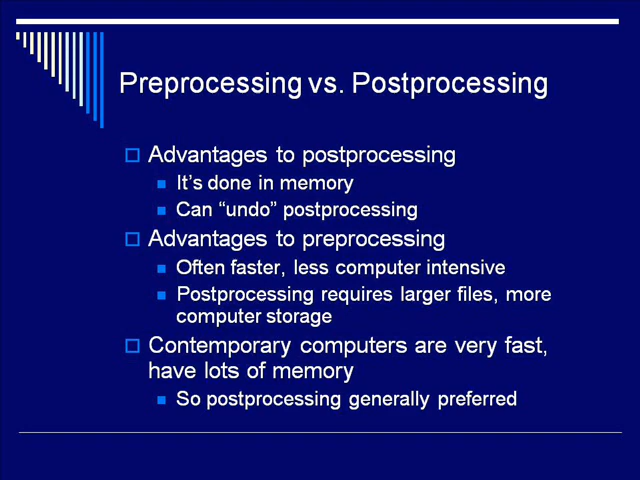 Preprocessing vs. Postprocessing
Advantages to postprocessing
It's done in memory
Can “undo” postprocessing
Advantages to preprocessing
Often faster, less computer intensive
Postprocessing requires larger files, more
computer storage
Contemporary computers are very fast,
have lots of memory
So postprocessing generally preferred